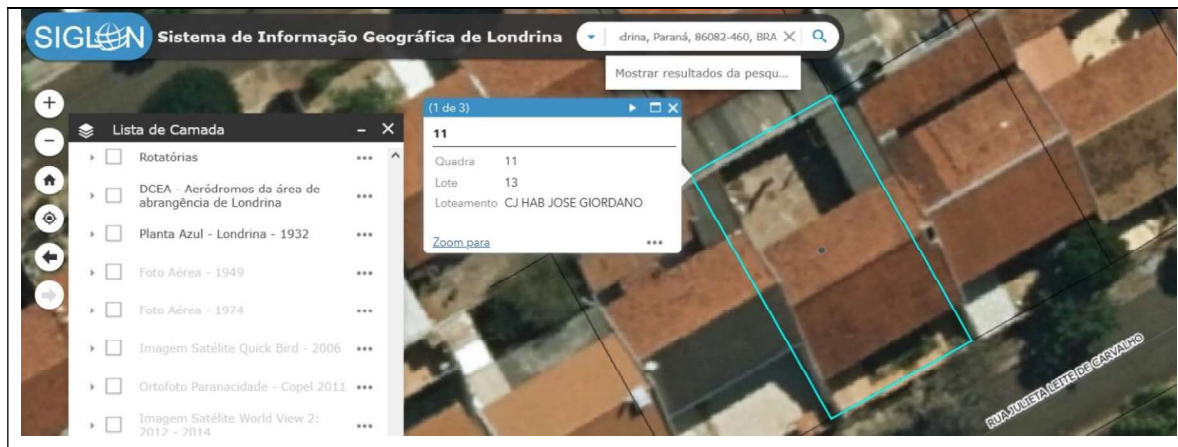 SIGLON Sistema de Informação Geográfica de Londrina
drina, Paraná, 86082-460, BRA
Mostrar resultados da pesqu...
Lista de Camada
Rotatórias
DCEA - Aeródromos da área de
abrangência de Londrina
Planta Azul - Londrina - 1932
Foto Aérea - 1949
Foto Aérea - 1974
Imagem Satélite Quick Bird - 2006
Ortofoto Paranacidade - Copel 2011
Imagem Satélite World View 2:
2012 - 2014
(1 de 3)
11
Quadra 11
Lote 13
Loteamento CJ HAB JOSE GIORDANO
Zoom para
RUA JULIETA LEITE DE CARVALHO